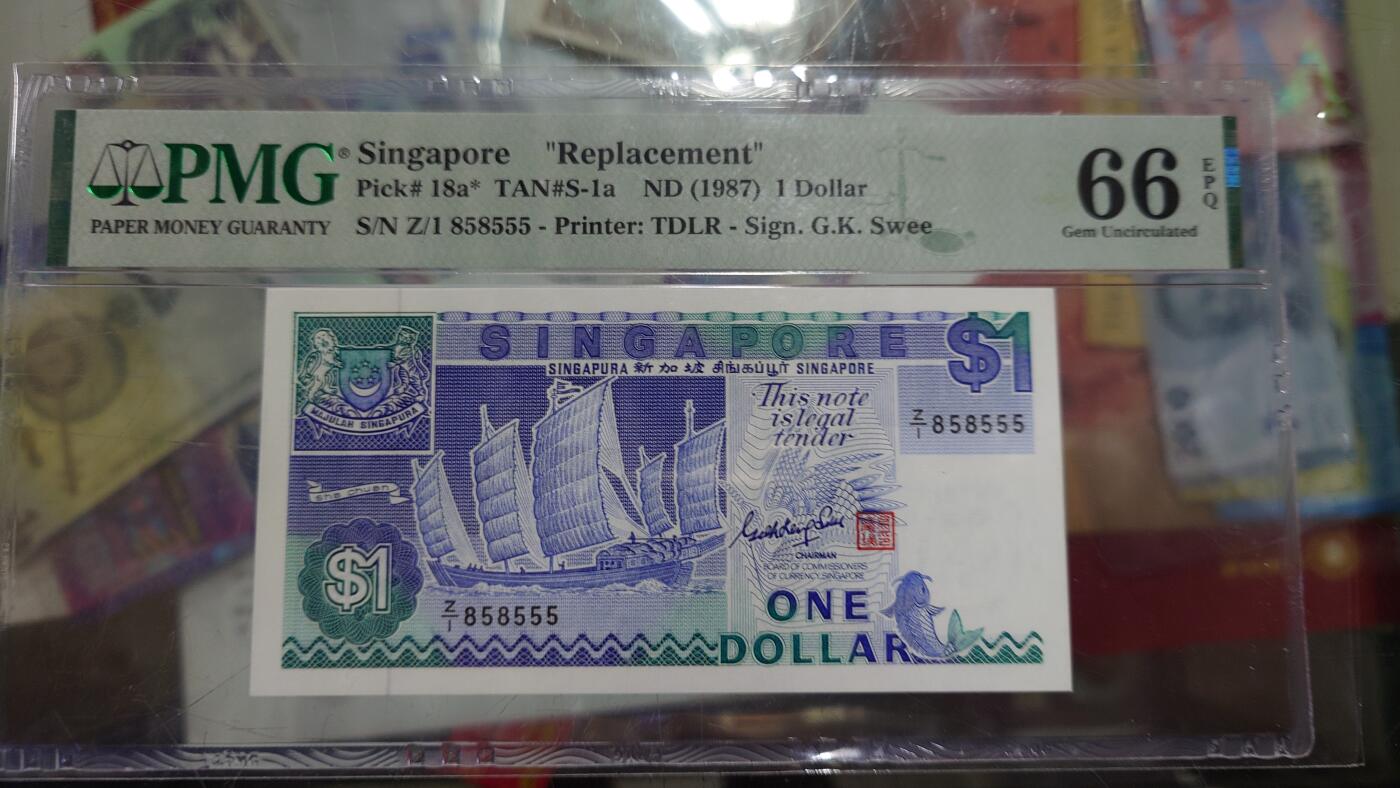 PMG® Singapore "Replacement"
Pick# 18a* TAN#S-1a ND (1987) 1 Dollar
PAPER MONEY GUARANTY
S/N Z/1 858555 - Printer: TDLR - Sign. G.K. Swee
66 EPQ
Gem Uncirculated
SINGAPORE
$1
SINGAPURA 新加坡 சிங்கப்பூர் SINGAPORE
MAJULAH SINGAPURA
This note
is legal
tender
Z/1 858555
Sha Chuan
CHAIRMAN
BOARD OF COMMISSIONERS
OF CURRENCY, SINGAPORE
$1
Z/1 858555
ONE
DOLLAR